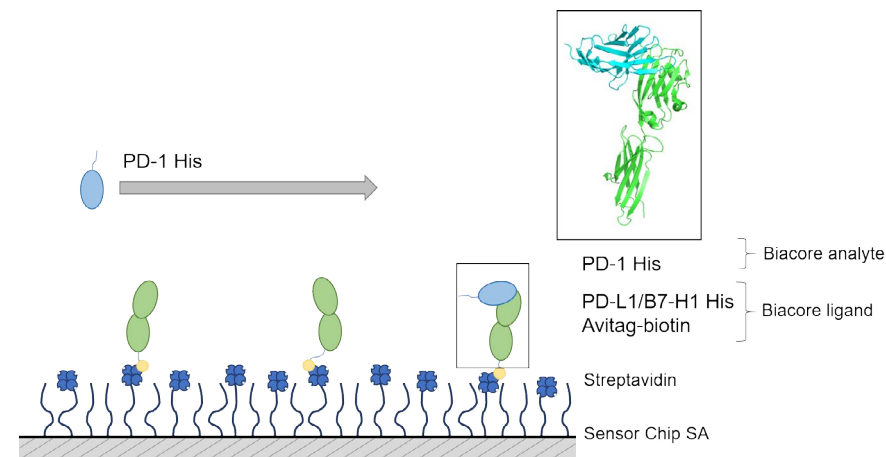 PD-1 His
PD-1 His
Biacore analyte
PD-L1/B7-H1 His
Avitag-biotin
Biacore ligand
Streptavidin
Sensor Chip SA